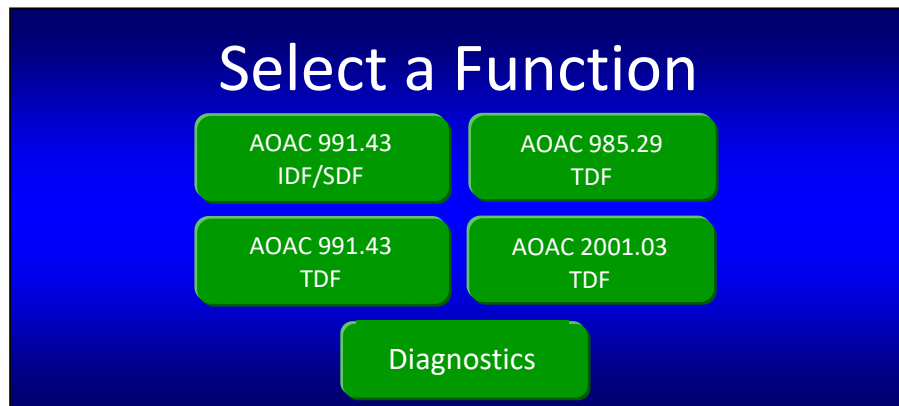 Select a Function
AOAC 991.43
IDF/SDF
AOAC 985.29
TDF
AOAC 991.43
TDF
AOAC 2001.03
TDF
Diagnostics